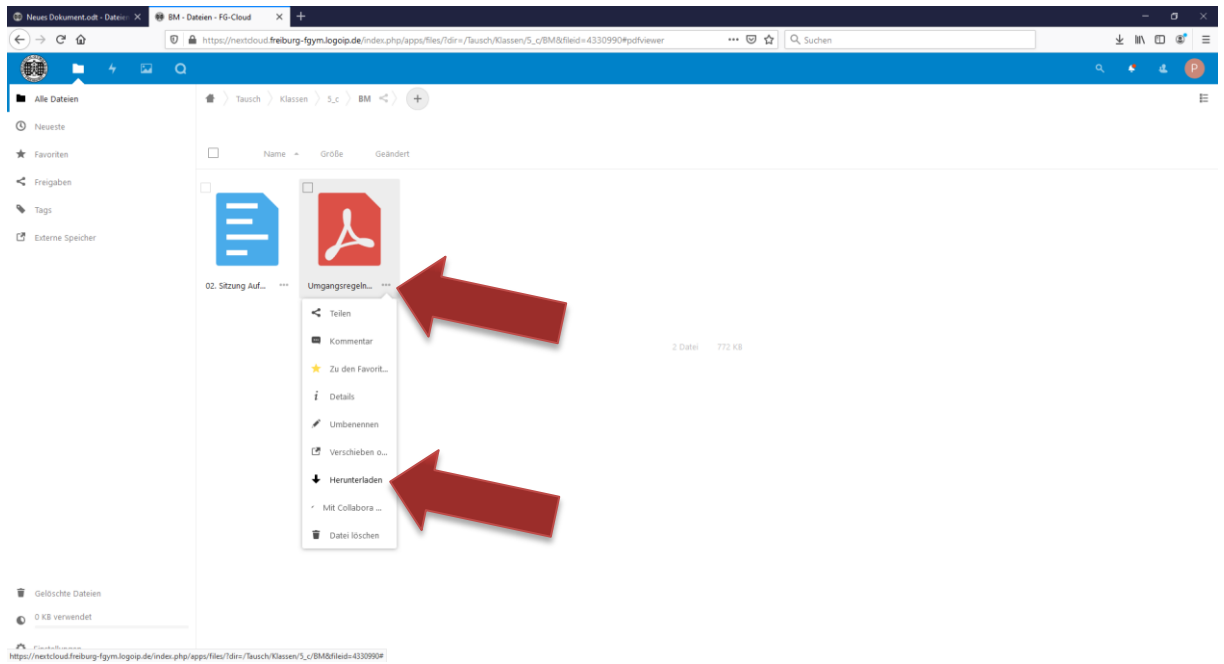 Neues Dokument.odt - Dateien
BM - Dateien - FG-Cloud
https://nextcloud.freiburg-fgym.logoip.de/index.php/apps/files/?dir=/Tausch/Klassen/5_c/BM&fileid=4330990#pdfviewer
Suchen
P
Alle Dateien
Tausch
Klassen
5_c
BM
Neueste
Favoriten
Name
Größe
Geändert
Freigaben
Tags
Externe Speicher
02. Sitzung Auf...
Umgangsregeln...
Teilen
Kommentar
2 Datei 772 KB
Zu den Favorit...
Details
Umbenennen
Verschieben o...
Herunterladen
Mit Collabora ...
Datei löschen
Gelöschte Dateien
0 KB verwendet
https://nextcloud.freiburg-fgym.logoip.de/index.php/apps/files/?dir=/Tausch/Klassen/5_c/BM&fileid=4330990#